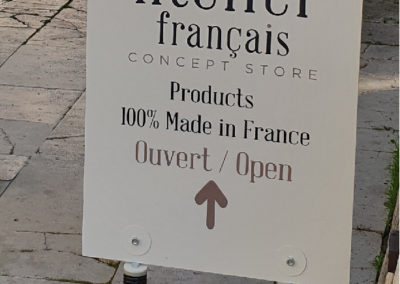 français
CONCEPT STORE
Products
100% Made in France
Ouvert / Open